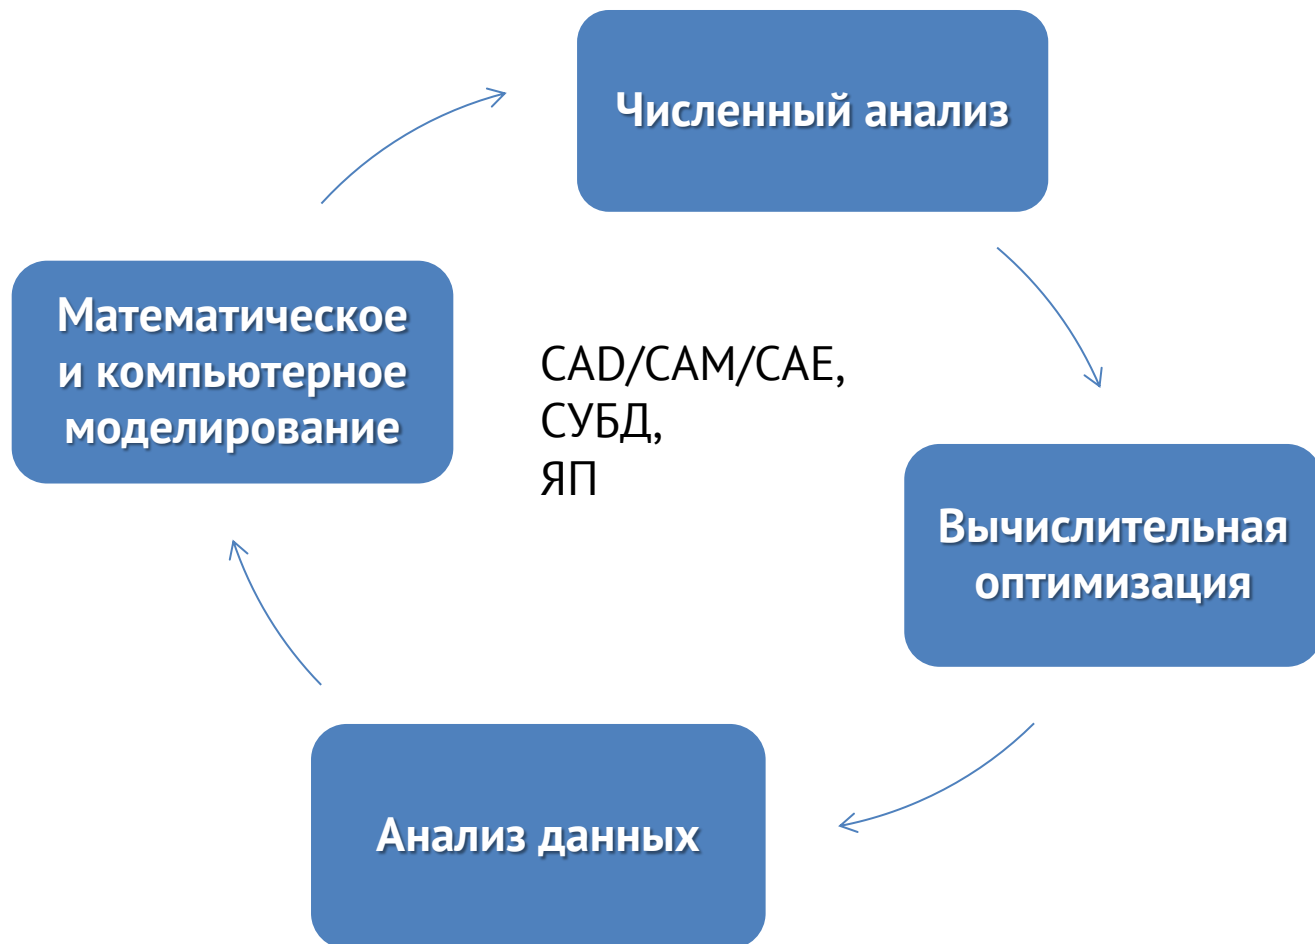 Численный анализ
Математическое
и компьютерное
моделирование
CAD/CAM/CAE,
СУБД,
ЯП
Вычислительная
оптимизация
Анализ данных